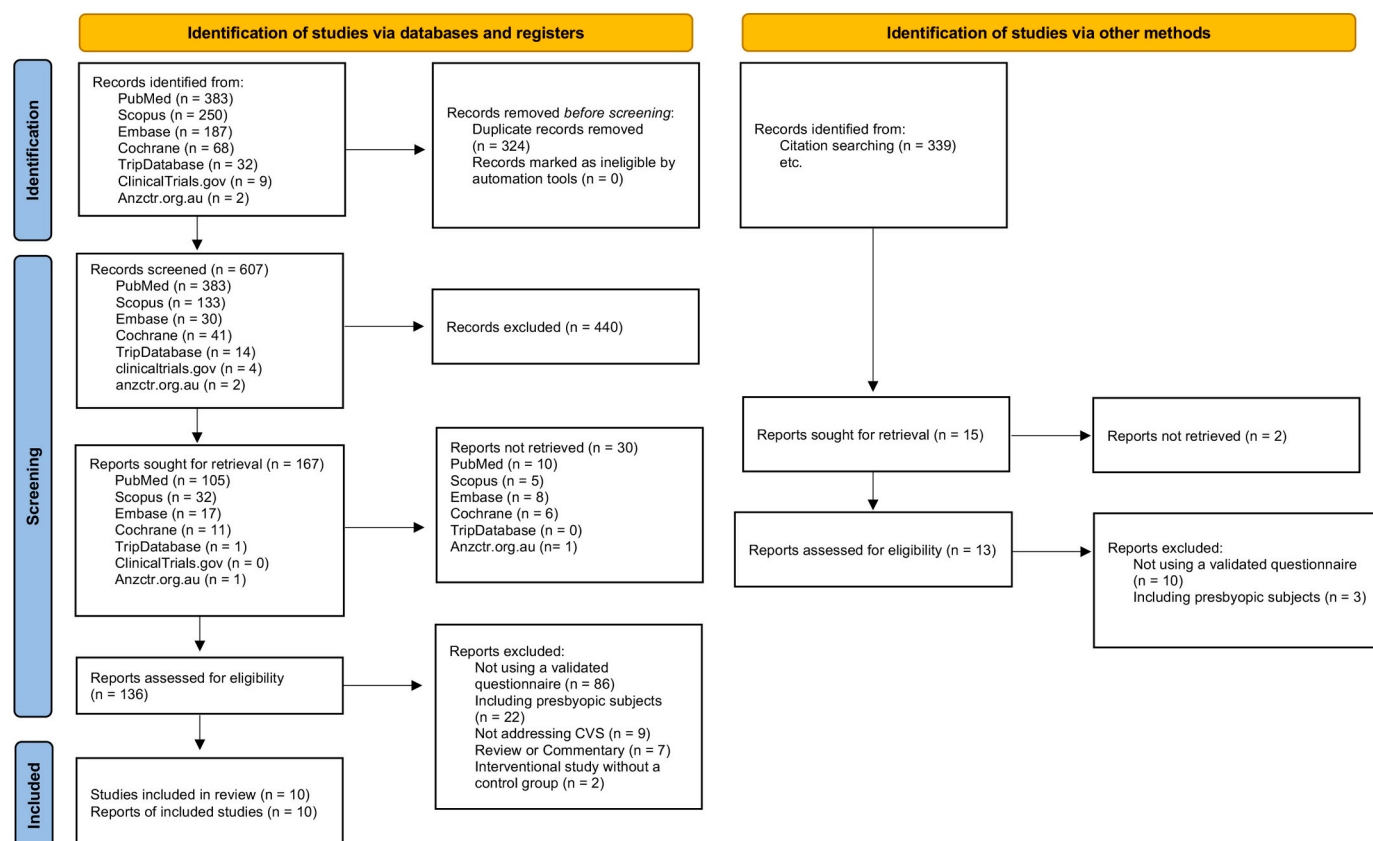 Identification of studies via databases and registers
Identification of studies via other methods
Identification
Records identified from:
PubMed (n = 383)
Scopus (n = 250)
Embase (n = 187)
Cochrane (n = 68)
TripDatabase (n = 32)
ClinicalTrials.gov (n = 9)
Anzctr.org.au (n = 2)
Records removed before screening:
Duplicate records removed
(n = 324)
Records marked as ineligible by
automation tools (n = 0)
Records identified from:
Citation searching (n = 339)
etc.
Screening
Records screened (n = 607)
PubMed (n = 383)
Scopus (n = 133)
Embase (n = 30)
Cochrane (n = 41)
TripDatabase (n = 14)
clinicaltrials.gov (n = 4)
anzctr.org.au (n = 2)
Records excluded (n = 440)
Reports sought for retrieval (n = 167)
PubMed (n = 105)
Scopus (n = 32)
Embase (n = 17)
Cochrane (n = 11)
TripDatabase (n = 1)
ClinicalTrials.gov (n = 0)
Anzctr.org.au (n = 1)
Reports not retrieved (n = 30)
PubMed (n = 10)
Scopus (n = 5)
Embase (n = 8)
Cochrane (n = 6)
TripDatabase (n = 0)
Anzctr.org.au (n= 1)
Reports sought for retrieval (n = 15)
Reports not retrieved (n = 2)
Reports assessed for eligibility
(n = 136)
Reports excluded:
Not using a validated
questionnaire (n = 86)
Including presbyopic subjects
(n = 22)
Not addressing CVS (n = 9)
Review or Commentary (n = 7)
Interventional study without a
control group (n = 2)
Reports assessed for eligibility (n = 13)
Reports excluded:
Not using a validated questionnaire
(n = 10)
Including presbyopic subjects (n = 3)
Included
Studies included in review (n = 10)
Reports of included studies (n = 10)